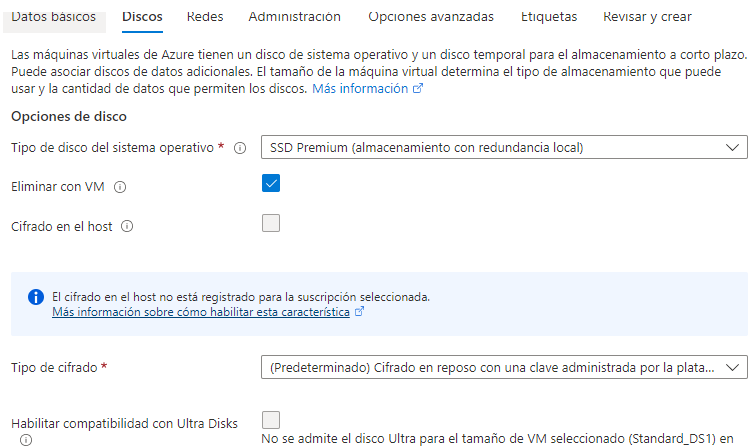 Datos básicos Discos Redes Administración Opciones avanzadas Etiquetas Revisar y crear
Las máquinas virtuales de Azure tienen un disco de sistema operativo y un disco temporal para el almacenamiento a corto plazo.
Puede asociar discos de datos adicionales. El tamaño de la máquina virtual determina el tipo de almacenamiento que puede
usar y la cantidad de datos que permiten los discos. Más información
Opciones de disco
Tipo de disco del sistema operativo * SSD Premium (almacenamiento con redundancia local)
Eliminar con VM
Cifrado en el host
El cifrado en el host no está registrado para la suscripción seleccionada.
Más información sobre cómo habilitar esta característica
Tipo de cifrado * (Predeterminado) Cifrado en reposo con una clave administrada por la plata...
Habilitar compatibilidad con Ultra Disks
No se admite el disco Ultra para el tamaño de VM seleccionado (Standard_DS1) en